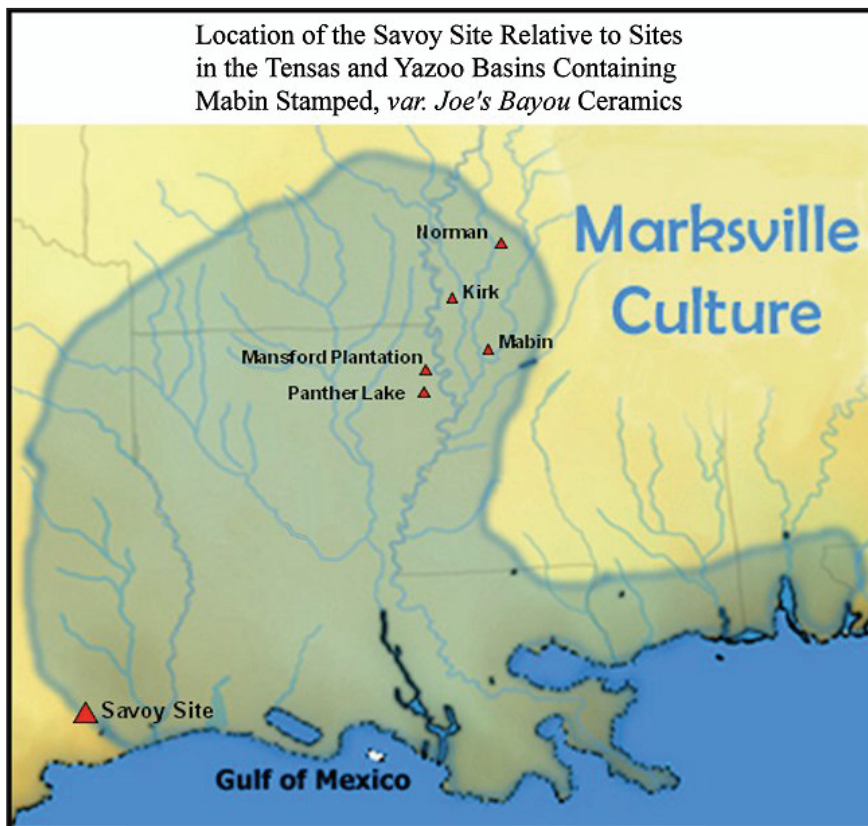 Location of the Savoy Site Relative to Sites
in the Tensas and Yazoo Basins Containing
Mabin Stamped, var. Joe's Bayou Ceramics
Marksville
Culture
Norman
Kirk
Mabin
Mansford Plantation
Panther Lake
Savoy Site
Gulf of Mexico